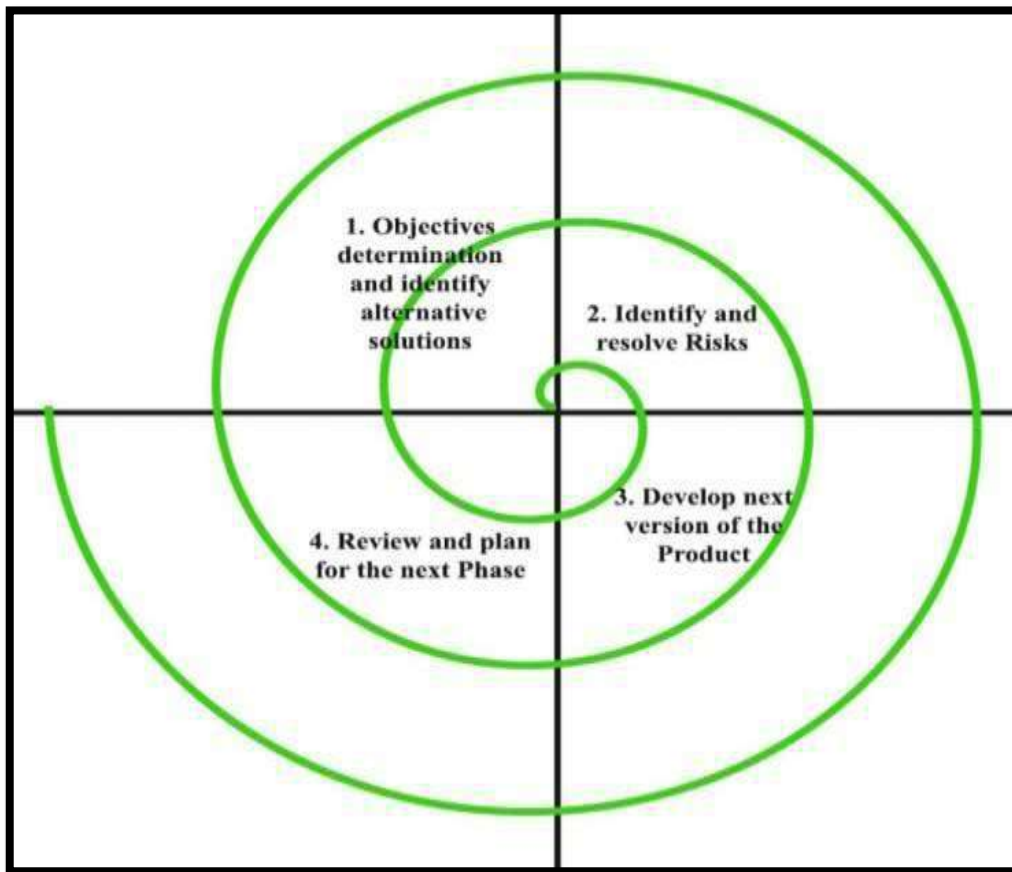 1. Objectives
determination
and identify
alternative
solutions
2. Identify and
resolve Risks
3. Develop next
version of the
Product
4. Review and plan
for the next Phase